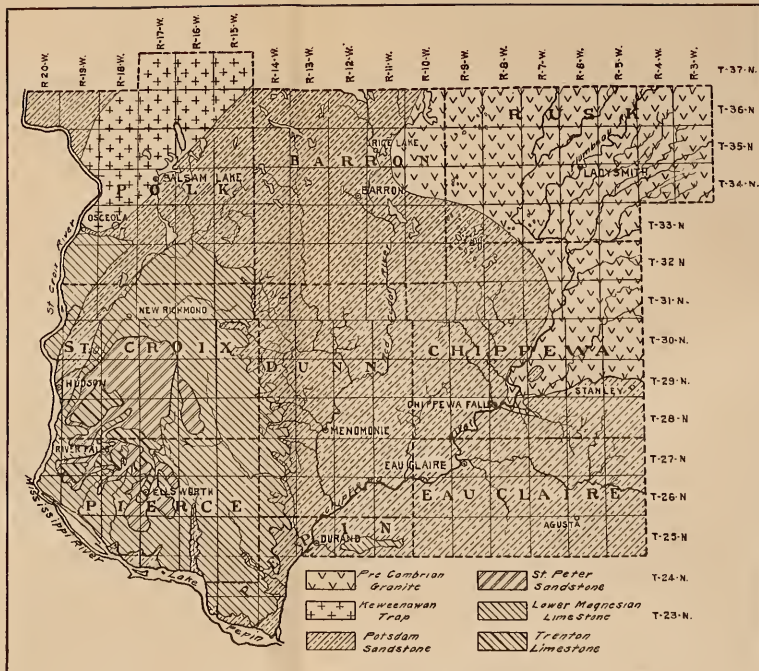 R 20-W.
R-19-W.
R-18-W.
R-17-W.
R-16-W.
R-15-W.
R-14-W.
R-13-W.
R-12-W.
R-11-W.
R-10-W.
R-9-W.
R-8-W.
R-7-W.
R-6-W.
R-5-W.
R-4-W.
R-3-W.
T-37-N.
T-36-N
T-35-N
T-34-N.
T-33-N
T-32-N
T-31-N.
T-30-N.
T-29-N.
T-28-N
T-27-N.
T-26-N
T-25-N
T-24-N.
T-23-N.
RUSK
BARRON
RICE LAKE
LADYSMITH
BALSAM LAKE
POLK
BARRON
OSCEOLA
St Croix River
NEW RICHMOND
ST. CROIX
DUNN
CHIPPEWA
HUDSON
STANLEY
CHIPPEWA FALLS
MENOMONIE
RIVER FALLS
EAU CLAIRE
ELLSWORTH
EAU CLAIRE
PIERCE
Mississippi River
AGUSTA
PEPIN
DURAND
Lake
Pepin
Pre Cambrian
Granite
Keweenawan
Trap
Potsdam
Sandstone
St. Peter
Sandstone
Lower Magnesian
Limestone
Trenton
Limestone